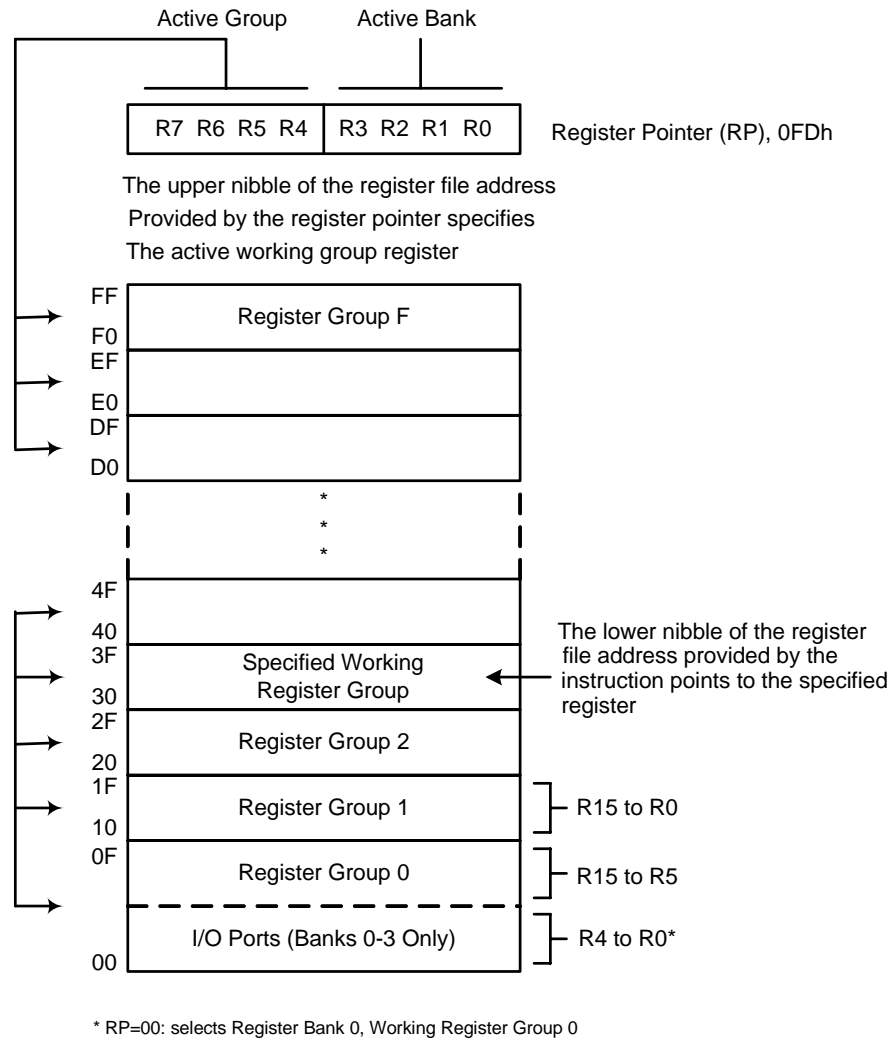 Active Group Active Bank
R7 R6 R5 R4 R3 R2 R1 R0 Register Pointer (RP), 0FDh
The upper nibble of the register file address
Provided by the register pointer specifies
The active working group register
FF
Register Group F
F0
EF
E0
DF
D0
*
*
*
4F
40
3F
Specified Working
Register Group
30
The lower nibble of the register
file address provided by the
instruction points to the specified
register
2F
Register Group 2
20
1F
Register Group 1
R15 to R0
10
0F
Register Group 0
R15 to R5
I/O Ports (Banks 0-3 Only)
R4 to R0*
00
* RP=00: selects Register Bank 0, Working Register Group 0